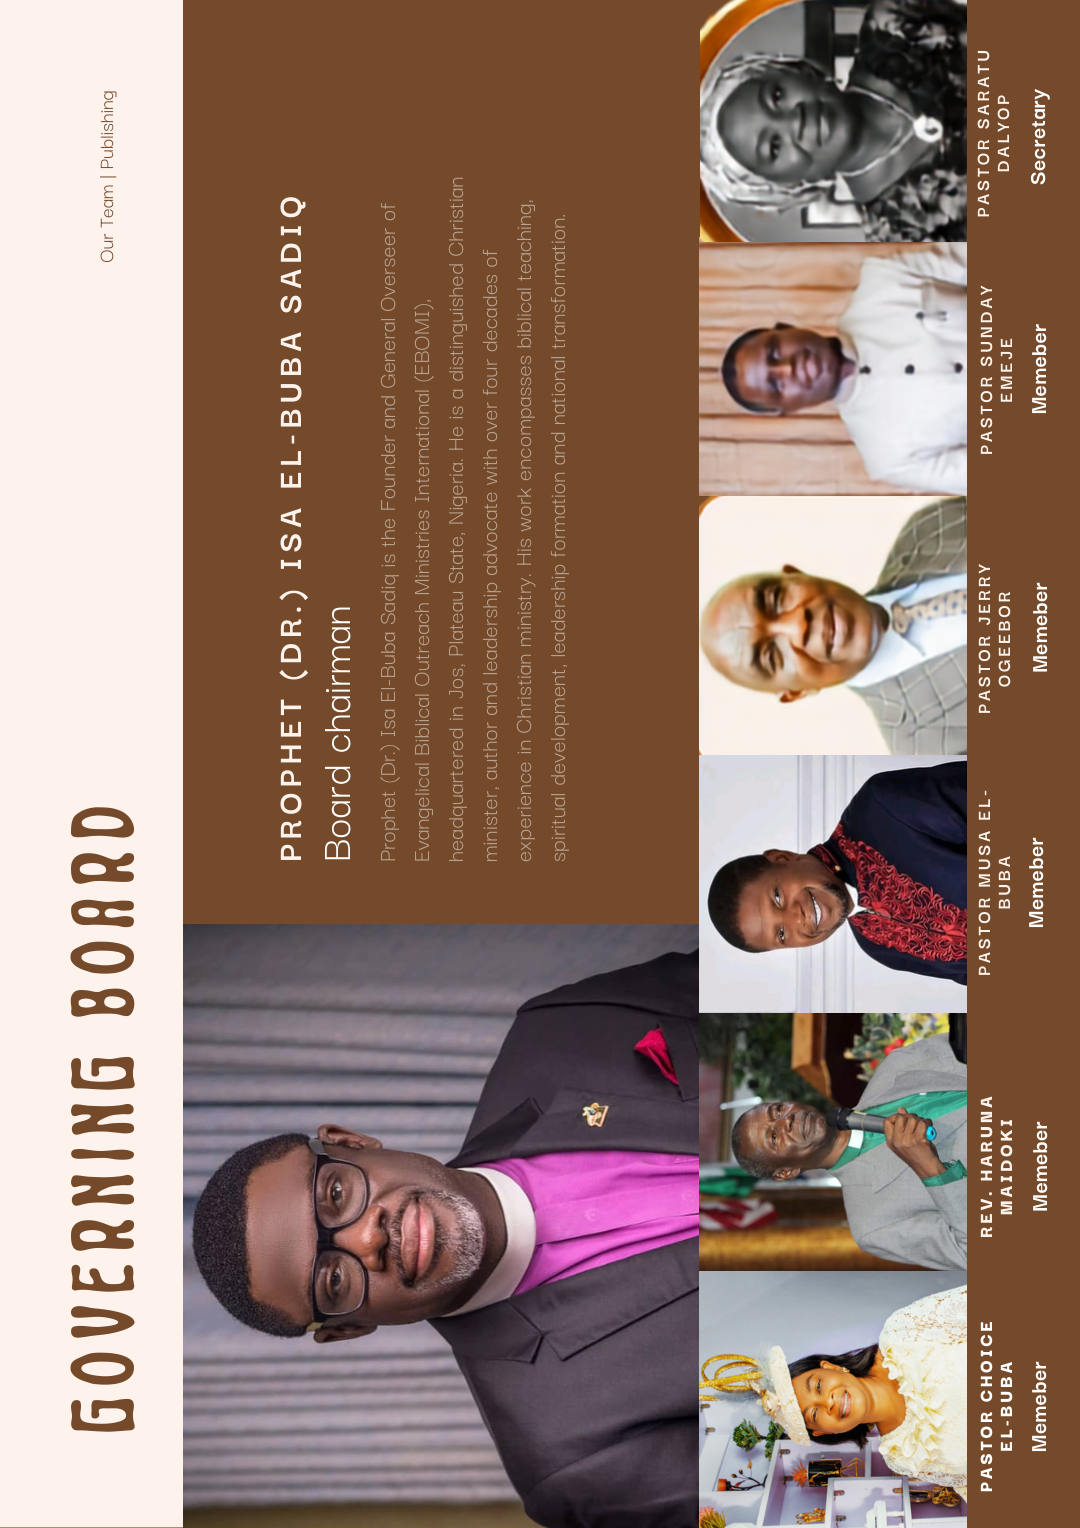 GOVERNING BOARD
Our Team | Publishing
PROPHET (DR.) ISA EL-BUBA SADIQ
Board chairman
Prophet (Dr.) Isa El-Buba Sadiq is the Founder and General Overseer of
Evangelical Biblical Outreach Ministries International (EBOMI),
headquartered in Jos, Plateau State, Nigeria. He is a distinguished Christian
minister, author and leadership advocate with over four decades of
experience in Christian ministry. His work encompasses biblical teaching,
spiritual development, leadership formation and national transformation.
PASTOR CHOICE
EL-BUBA
Memeber
REV. HARUNA
MAIDOKI
Memeber
PASTOR MUSA EL-
BUBA
Memeber
PASTOR JERRY
OGEEBOR
Memeber
PASTOR SUNDAY
EMEJE
Memeber
PASTOR SARATU
DALYOP
Secretary